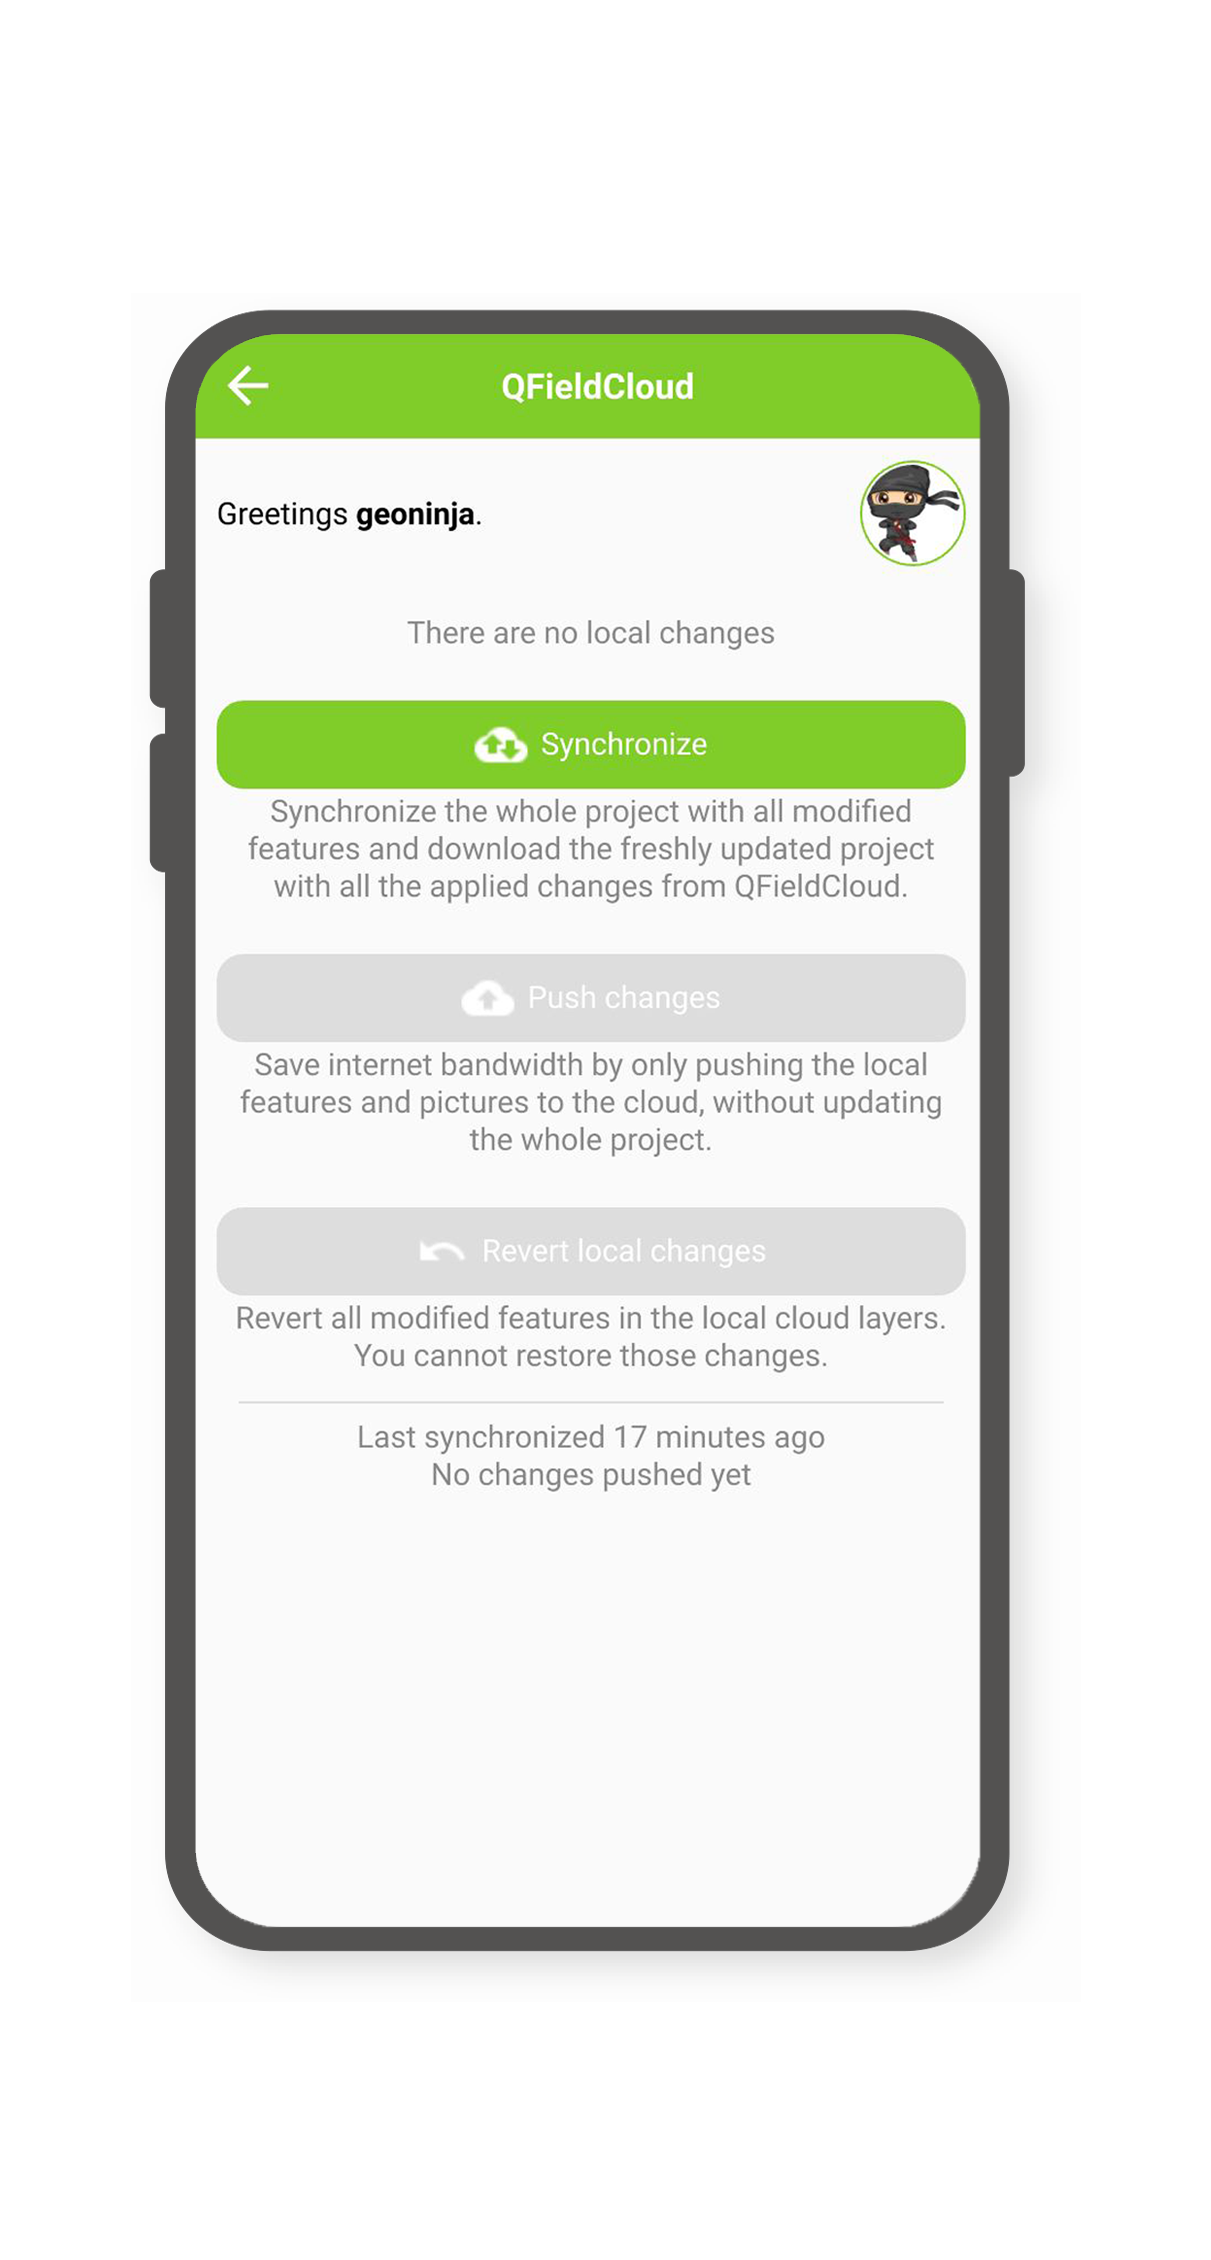 QFieldCloud
Greetings geoninja.
There are no local changes
Synchronize
Synchronize the whole project with all modified
features and download the freshly updated project
with all the applied changes from QFieldCloud.
Push changes
Save internet bandwidth by only pushing the local
features and pictures to the cloud, without updating
the whole project.
Revert local changes
Revert all modified features in the local cloud layers.
You cannot restore those changes.
Last synchronized 17 minutes ago
No changes pushed yet